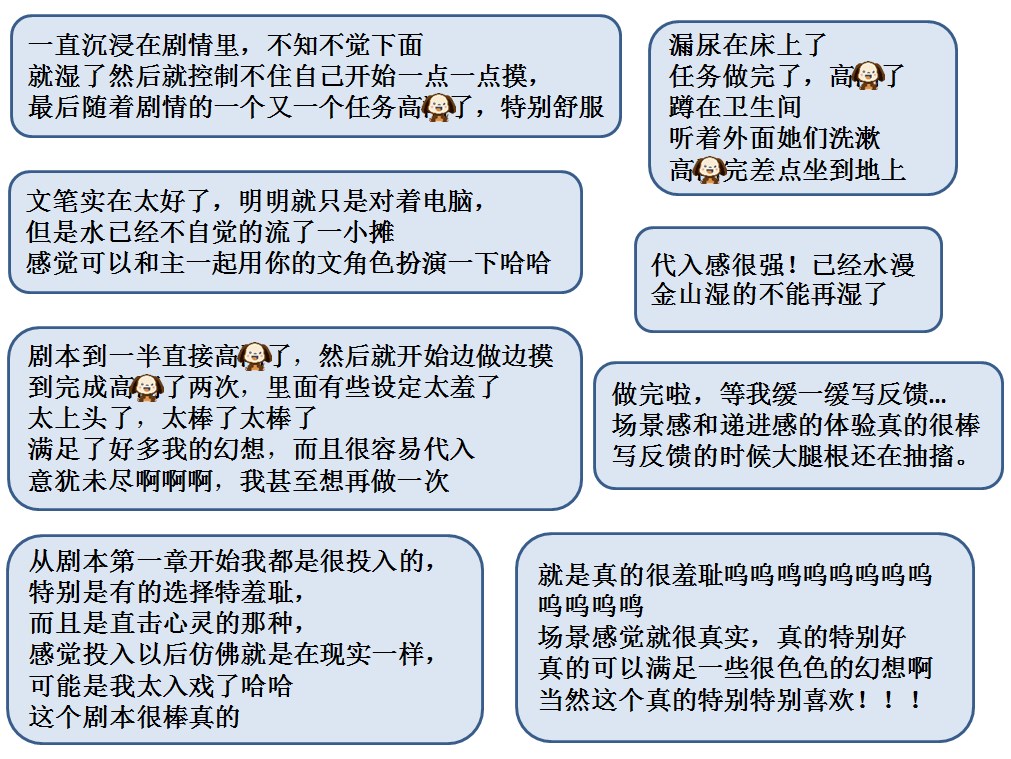 一直沉浸在剧情里，不知不觉下面
就湿了然后就控制不住自己开始一点一点摸，
最后随着剧情的一个又一个任务高了，特别舒服
漏尿在床上了
任务做完了，高了
蹲在卫生间
听着外面她们洗漱
高完差点坐到地上
文笔实在太好了，明明就只是对着电脑，
但是水已经不自觉的流了一小摊
感觉可以和主一起用你的文角色扮演一下哈哈
代入感很强！已经水漫
金山湿的不能再湿了
剧本到一半直接高了，然后就开始边做边摸
到完成高了两次，里面有些设定太羞了
太上头了，太棒了太棒了
满足了好多我的幻想，而且很容易代入
意犹未尽啊啊啊，我甚至想再做一次
做完啦，等我缓一缓写反馈...
场景感和递进感的体验真的很棒
写反馈的时候大腿根还在抽搐。
从剧本第一章开始我都是很投入的，
特别是有的选择特羞耻，
而且是直击心灵的那种，
感觉投入以后仿佛就是在现实一样，
可能是我太入戏了哈哈
这个剧本很棒真的
就是真的很羞耻呜呜呜呜呜呜呜呜
呜呜呜呜
场景感觉就很真实，真的特别好
真的可以满足一些很色色的幻想啊
当然这个真的特别特别喜欢！！！